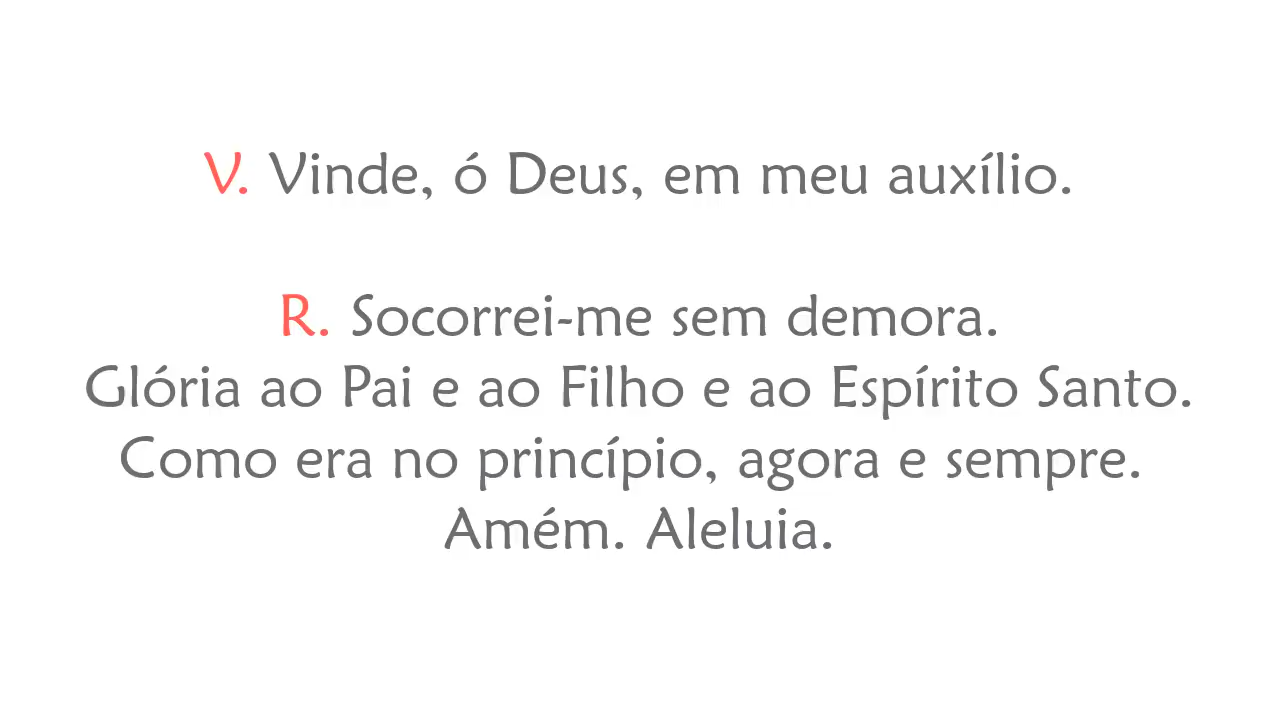 V. Vinde, ó Deus, em meu auxílio.
R. Socorrei-me sem demora.
Glória ao Pai e ao Filho e ao Espírito Santo.
Como era no princípio, agora e sempre.
Amém. Aleluia.